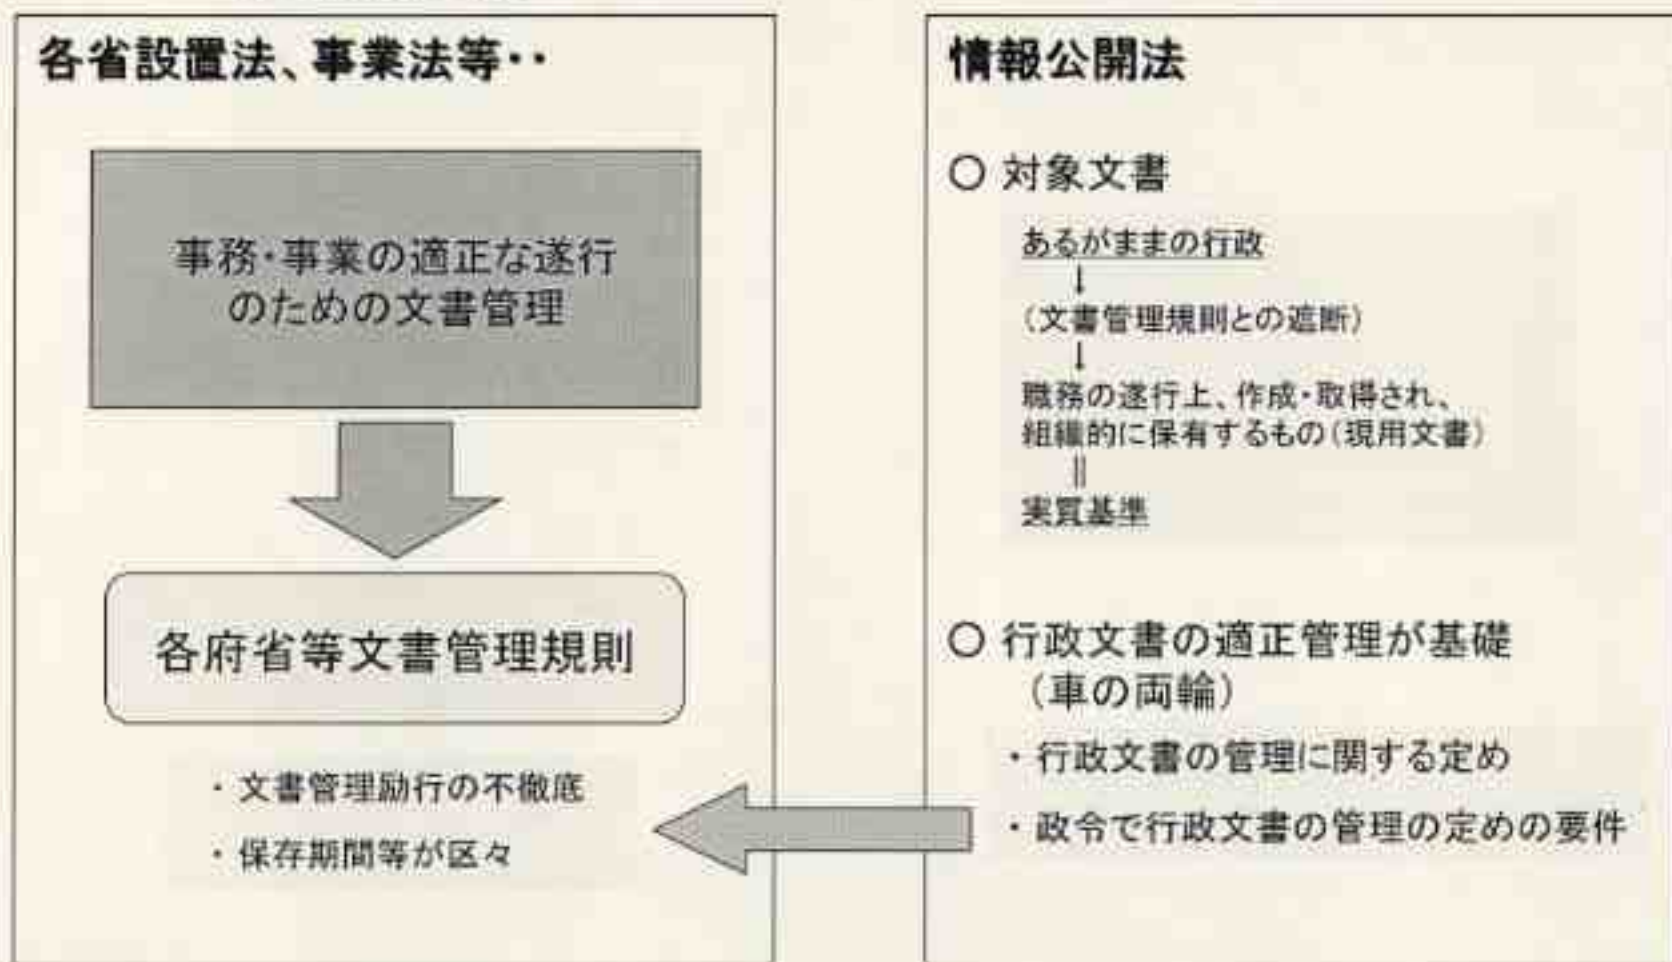 各省設置法、事業法等・・
事務・事業の適正な遂行
のための文書管理
各府省等文書管理規則
・文書管理励行の不徹底
・保存期間等が区々
情報公開法
○ 対象文書
あるがままの行政
↓
（文書管理規則との遮断）
↓
職務の遂行上、作成・取得され、
組織的に保有するもの（現用文書）
||
実質基準
○ 行政文書の適正管理が基礎
（車の両輪）
・行政文書の管理に関する定め
・政令で行政文書の管理の定めの要件